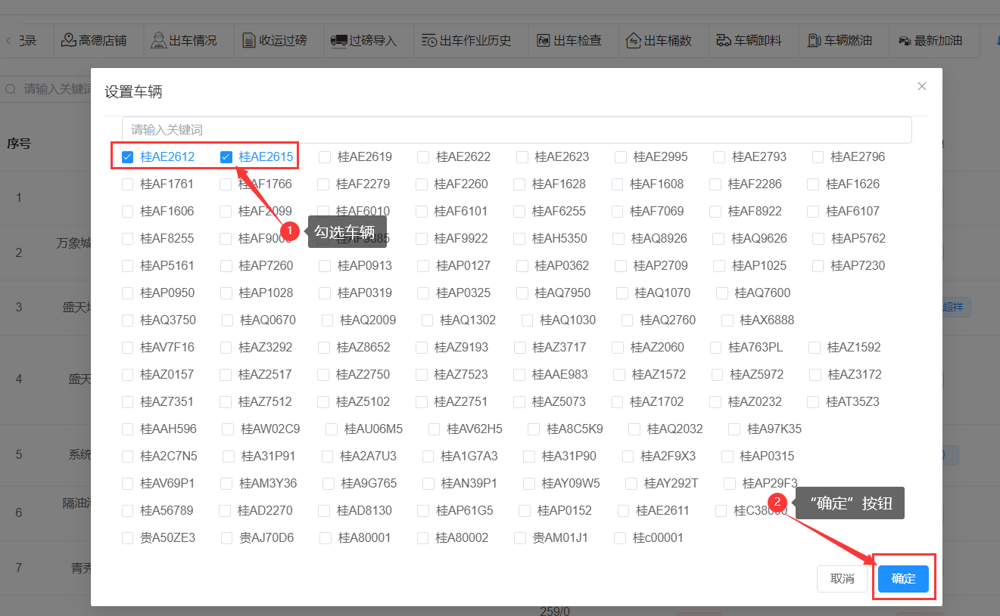 记录 高德店铺 出车情况 收运过磅 过磅导入 出车作业历史 出车检查 出车桶数 车辆卸料 车辆燃油 最新加油
请输入关键词
设置车辆
请输入关键词
序号
桂AE2612 桂AE2615 桂AE2619 桂AE2622 桂AE2623 桂AE2995 桂AE2793 桂AE2796
桂AF1761 桂AF1766 桂AF2279 桂AF2260 桂AF1628 桂AF1608 桂AF2286 桂AF1626
1
桂AF1606 桂AF2099 桂AF6010 桂AF6101 桂AF6255 桂AF7069 桂AF8922 桂AF6107
1 勾选车辆
桂AF8255 桂AF9922 桂AH5350 桂AQ8926 桂AQ9626 桂AP5762
万象城
2
桂AP5161 桂AP7260 桂AP0913 桂AP0127 桂AP0362 桂AP2709 桂AP1025 桂AP7230
桂AP0950 桂AP1028 桂AP0319 桂AP0325 桂AQ7950 桂AQ1070 桂AQ7600
3 盛天 超祥
桂AQ3750 桂AQ0670 桂AQ2009 桂AQ1302 桂AQ1030 桂AQ2760 桂AX6888
桂AV7F16 桂AZ3292 桂AZ8652 桂AZ9193 桂AZ3717 桂AZ2060 桂A763PL 桂AZ1592
桂AZ0157 桂AZ2517 桂AZ2750 桂AZ7523 桂AAE983 桂AZ1572 桂AZ5972 桂AZ3172
4 盛天
桂AZ7351 桂AZ7512 桂AZ5102 桂AZ2751 桂AZ5073 桂AZ1702 桂AZ0232 桂AT35Z3
桂AAH596 桂AW02C9 桂AU06M5 桂AV62H5 桂A8C5K9 桂AQ2032 桂A97K35
5 系统 )
桂A2C7N5 桂A31P91 桂A2A7U3 桂A1G7A3 桂A31P90 桂A2F9X3 桂AP0315
桂AV69P1 桂AM3Y36 桂A9G765 桂AN39P1 桂AY09W5 桂AY292T 桂AP29F3
隔油池
2 “确定”按钮
6
桂A56789 桂AD2270 桂AD8130 桂AP61G5 桂AP0152 桂AE2611
贵A50ZE3 贵AJ70D6 桂A80001 桂A80002 贵AM01J1 桂c00001
7 青秀
取消 确定
259/0